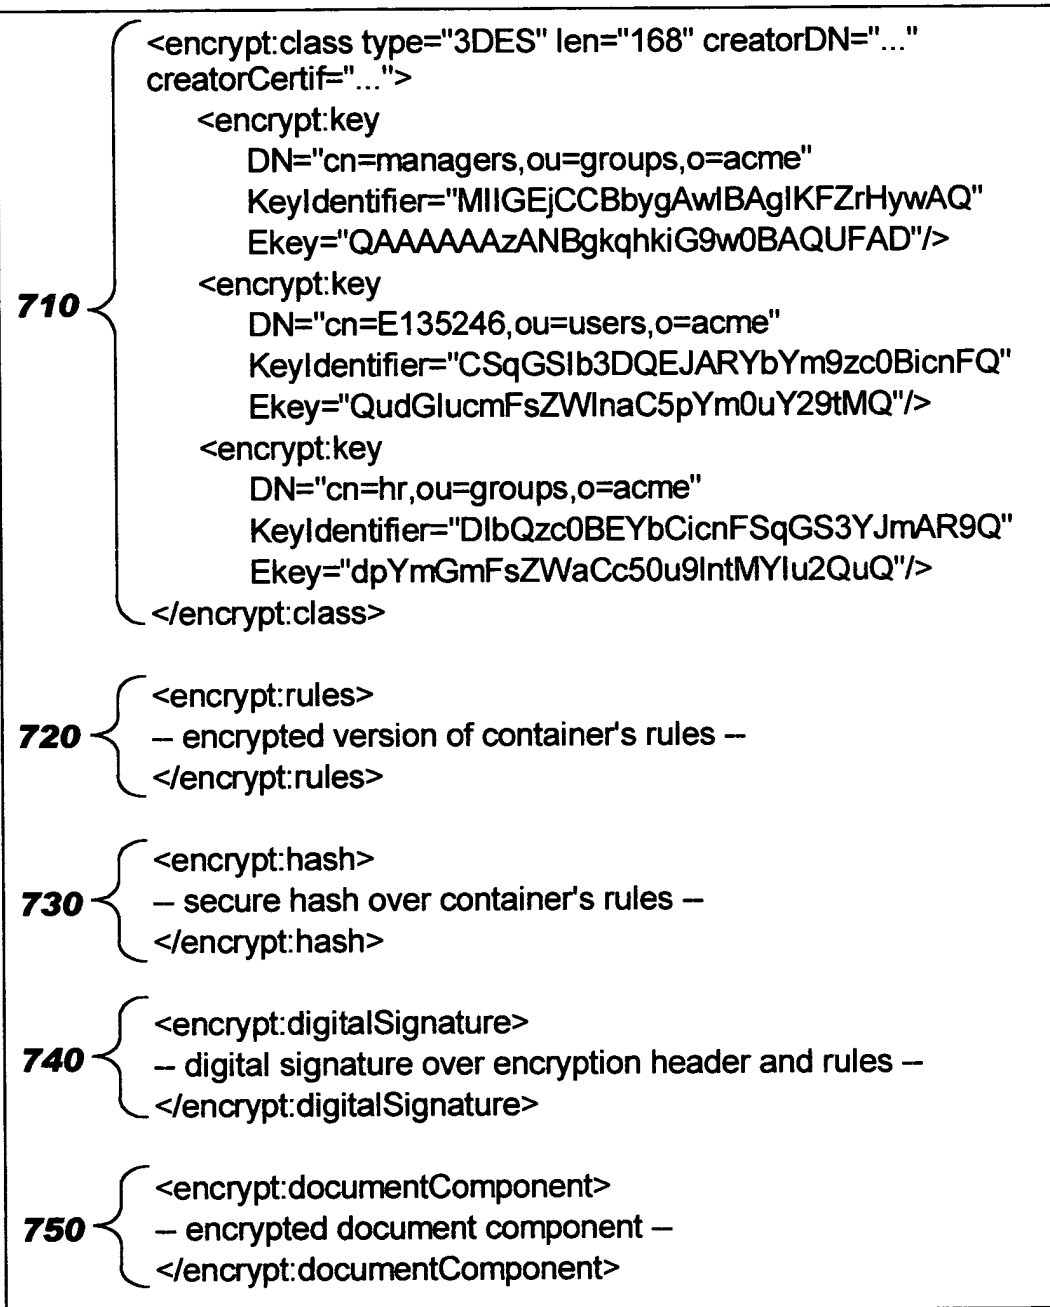 <encrypt:class type="3DES" len="168" creatorDN="..."
creatorCertif="...">
<encrypt:key
DN="cn=managers,ou=groups,o=acme"
KeyIdentifier="MIIGEjCCBbygAwIBAgIKFZrHywAQ"
Ekey="QAAAAAAzANBgkqhkiG9w0BAQUFAD"/>
<encrypt:key
710
DN="cn=E135246,ou=users,o=acme"
KeyIdentifier="CSqGSIb3DQEJARYbYm9zc0BicnFQ"
Ekey="QudGlucmFsZWlnaC5pYm0uY29tMQ"/>
<encrypt:key
DN="cn=hr,ou=groups,o=acme"
KeyIdentifier="DIbQzc0BEYbCicnFSqGS3YJmAR9Q"
Ekey="dpYmGmFsZWaCc50u9IntMYlu2QuQ"/>
</encrypt:class>
<encrypt:rules>
720 – encrypted version of container's rules –
</encrypt:rules>
<encrypt:hash>
730 – secure hash over container's rules –
</encrypt:hash>
<encrypt:digitalSignature>
740 – digital signature over encryption header and rules –
</encrypt:digitalSignature>
<encrypt:documentComponent>
750 – encrypted document component –
</encrypt:documentComponent>